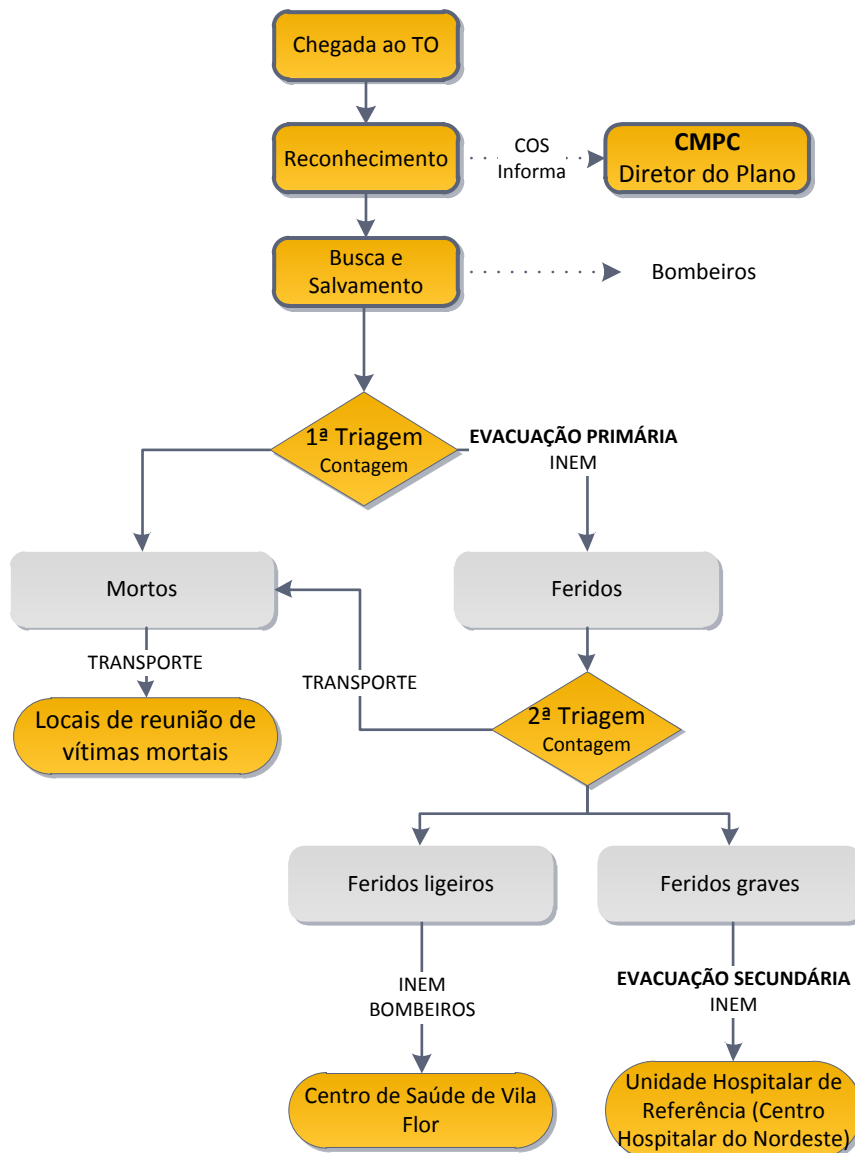 Chegada ao TO
Reconhecimento
COS
Informa
CMPC
Diretor do Plano
Busca e
Salvamento
Bombeiros
1ª Triagem
Contagem
EVACUAÇÃO PRIMÁRIA
INEM
Mortos
Feridos
TRANSPORTE
TRANSPORTE
Locais de reunião de
vítimas mortais
2ª Triagem
Contagem
Feridos ligeiros
Feridos graves
INEM
BOMBEIROS
EVACUAÇÃO SECUNDÁRIA
INEM
Centro de Saúde de Vila
Flor
Unidade Hospitalar de
Referência (Centro
Hospitalar do Nordeste)